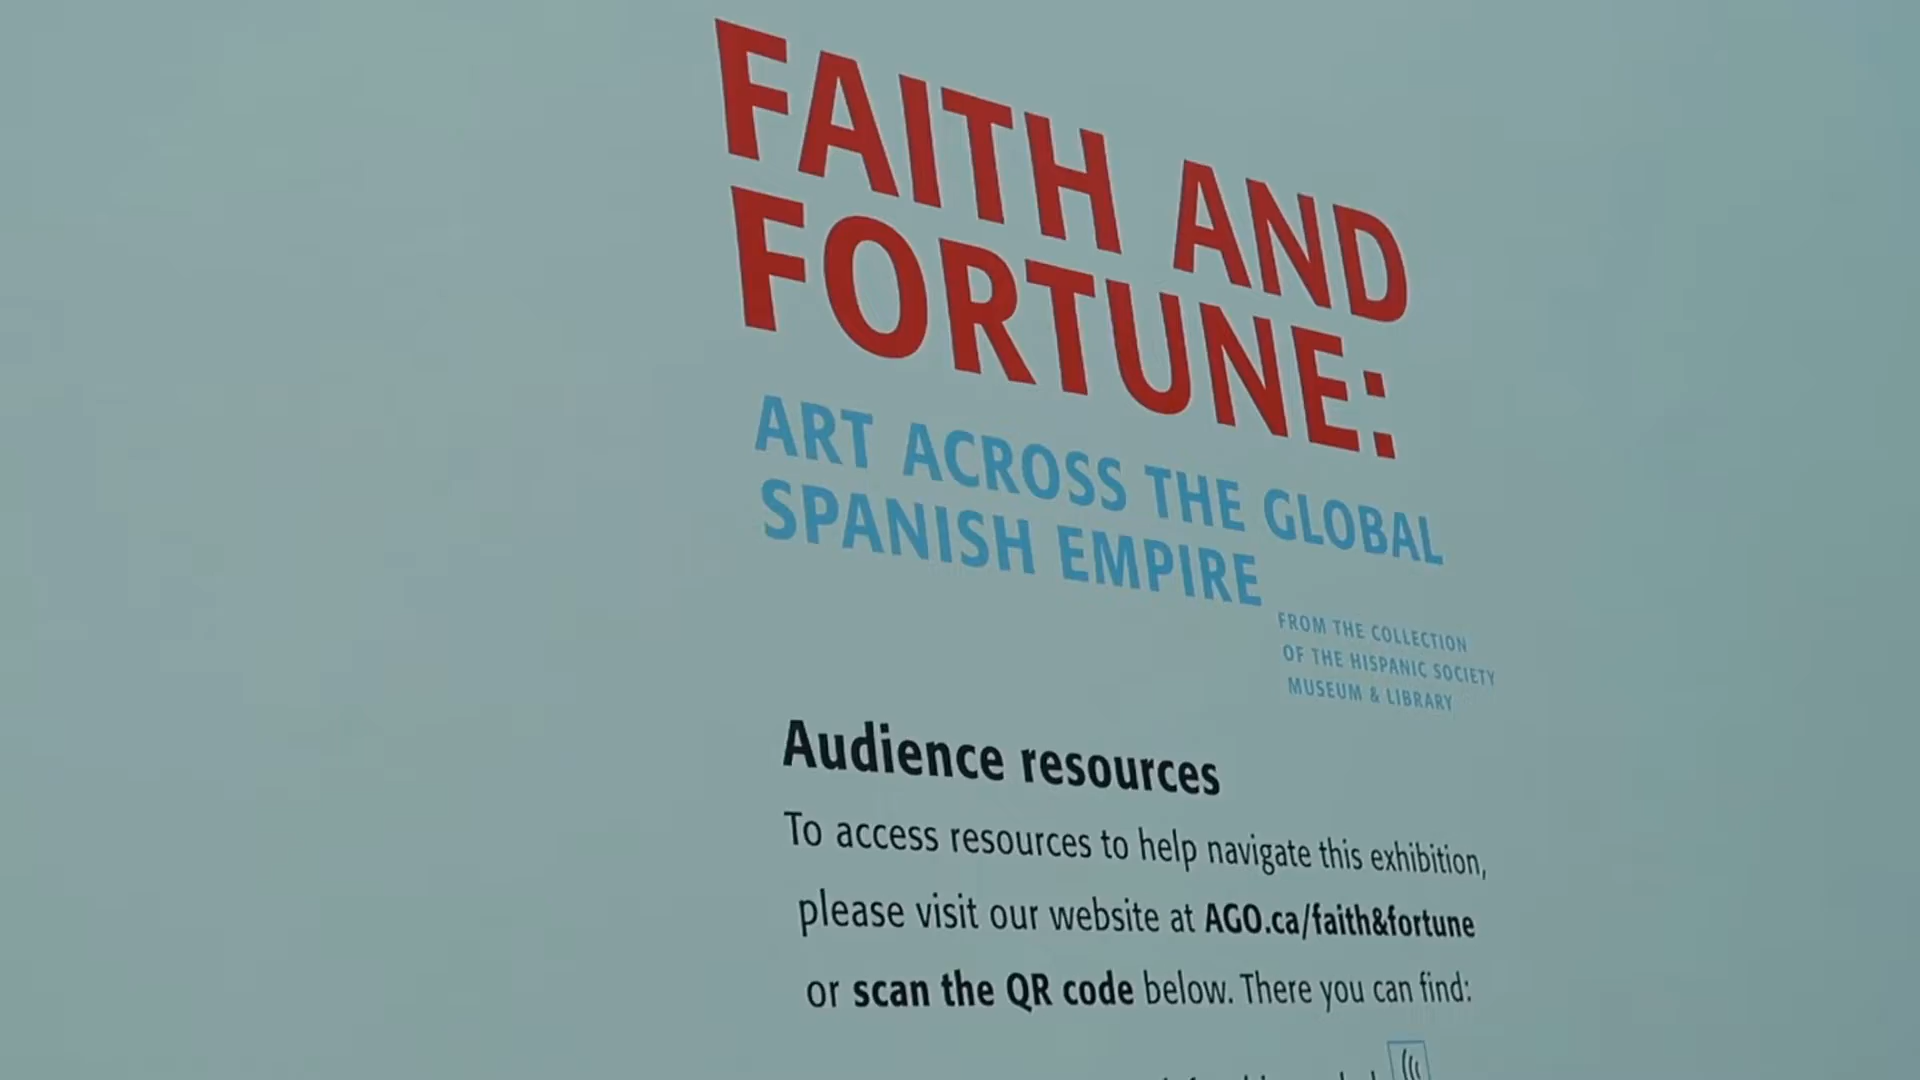 FAITH AND
FORTUNE:
ART ACROSS THE GLOBAL
SPANISH EMPIRE
FROM THE COLLECTION
OF THE HISPANIC SOCIETY
MUSEUM & LIBRARY
Audience resources
To access resources to help navigate this exhibition,
please visit our website at AGO.ca/faith&fortune
or scan the QR code below. There you can find: